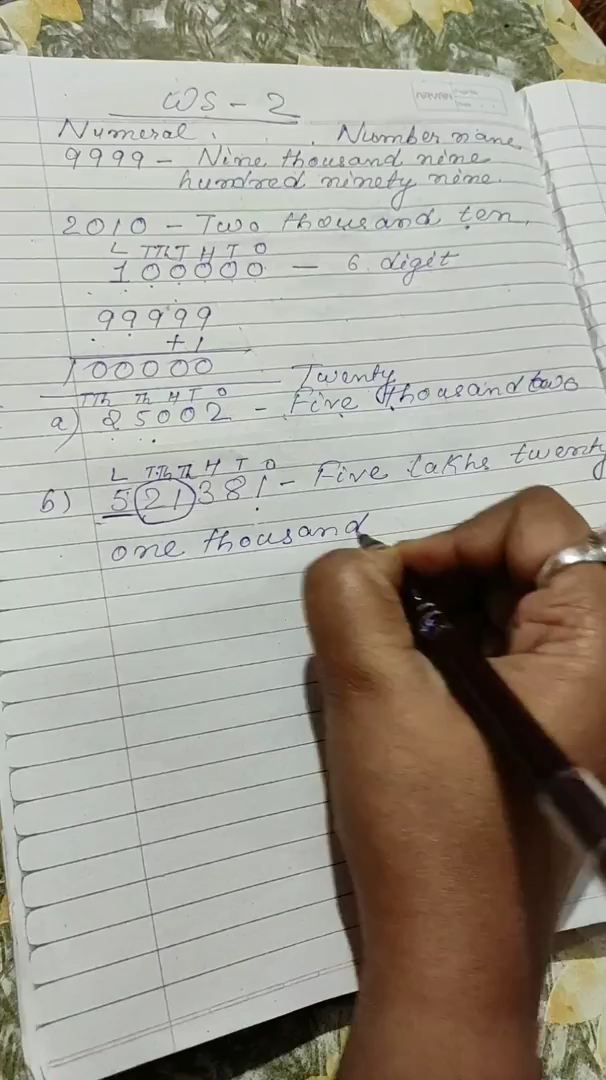 WS - 2
Numeral . . . Number name
9999 - Nine thousand nine
hundred ninety nine.
2010 - Two thousand ten.
L TTh T H T O
100000 - 6 digit
99999
+1
100000
Twenty
TTh Th H T O
a) 25002 - Five thousand two
L T.Th Th H T O
b) 521381 - Five lakhs twenty
one thousand